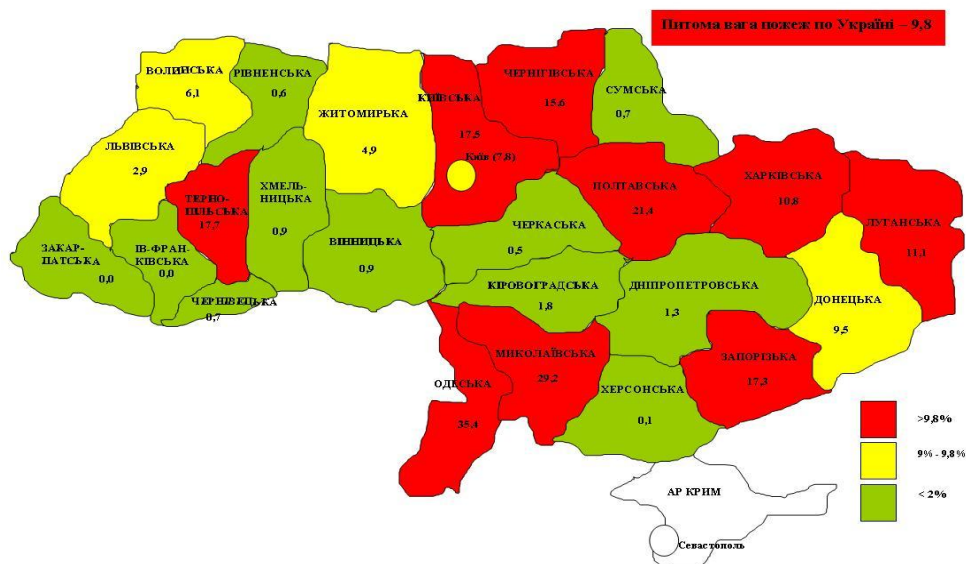 Питома вага пожеж по Україні – 9,8
ВОЛИНСЬКА
6,1
РІВНЕНСЬКА
0,6
ЖИТОМИРЬКА
4,9
КИЇВСЬКА
17,5
Київ (7,8)
ЧЕРНІГІВСЬКА
15,6
СУМСЬКА
0,7
ЛЬВІВСЬКА
2,9
ТЕРНО-
ПІЛЬСЬКА
17,7
ХМЕЛЬ-
НИЦЬКА
0,9
ВІННИЦЬКА
0,9
ЧЕРКАСЬКА
0,5
ПОЛТАВСЬКА
21,4
ХАРКІВСЬКА
10,8
ЛУГАНСЬКА
11,1
ЗАКАР-
ПАТСЬКА
0,0
ІВ-ФРАН-
КІВСЬКА
0,0
ЧЕРНІВЕЦЬКА
0,7
КІРОВОГРАДСЬКА
1,8
ДНІПРОПЕТРОВСЬКА
1,3
ДОНЕЦЬКА
9,5
ОДЕСЬКА
35,4
МИКОЛАЇВСЬКА
29,2
ХЕРСОНСЬКА
0,1
ЗАПОРІЗЬКА
17,3
>9,8%
9% - 9,8%
< 2%
АР КРИМ
Севастополь